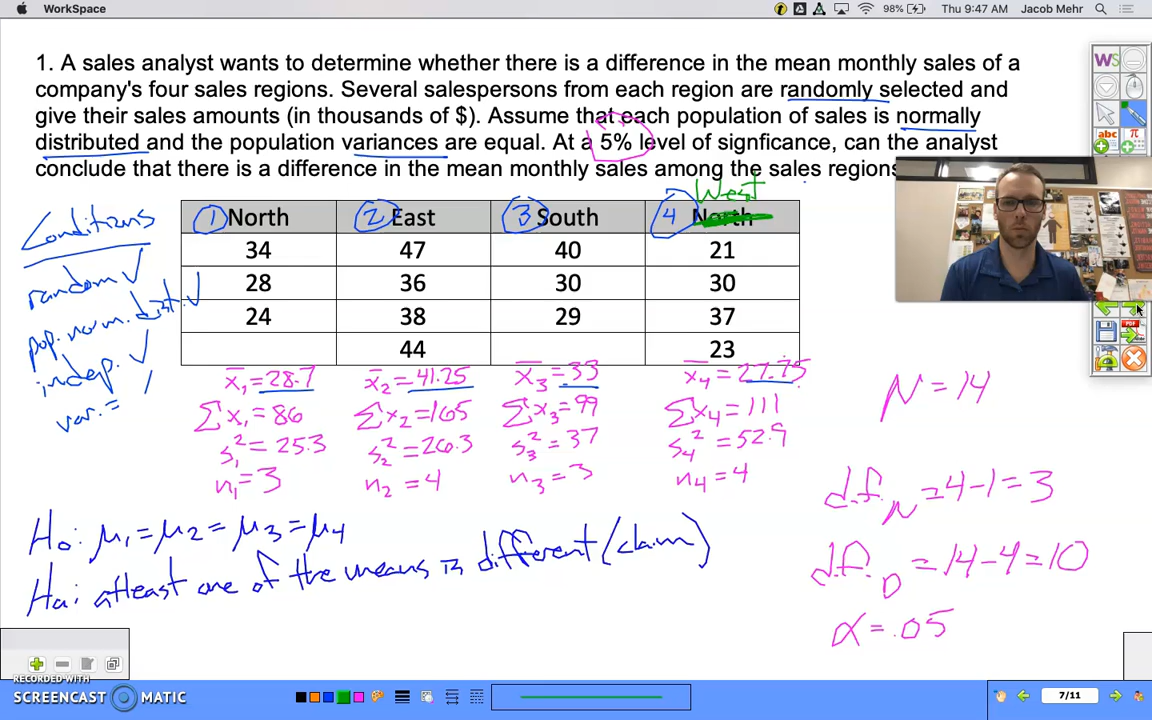 WorkSpace 98% Thu 9:47 AM Jacob Mehr
1. A sales analyst wants to determine whether there is a difference in the mean monthly sales of a
company's four sales regions. Several salespersons from each region are randomly selected and
give their sales amounts (in thousands of $). Assume that each population of sales is normally
distributed and the population variances are equal. At a 5% level of signficance, can the analyst
conclude that there is a difference in the mean monthly sales among the sales regions
West
Conditions
random ✓
pop. norm. dist. ✓
indep. ✓
var. = ✓
1 North 2 East 3 South 4 North
34 47 40 21
28 36 30 30
24 38 29 37
44 23
x̄₁ = 28.7 x̄₂ = 41.25 x̄₃ = 33 x̄₄ = 27.75
Σx₁ = 86 Σx₂ = 165 Σx₃ = 99 Σx₄ = 111
s₁² = 25.3 s₂² = 26.3 s₃² = 37 s₄² = 52.9
n₁ = 3 n₂ = 4 n₃ = 3 n₄ = 4
N = 14
d.f.N = 4-1 = 3
d.f.D = 14-4 = 10
α = .05
Ho: μ₁ = μ₂ = μ₃ = μ₄
Ha: atleast one of the means is different (claim)
WS
abc
π
PDF
RECORDED WITH
SCREENCAST MATIC
7/11